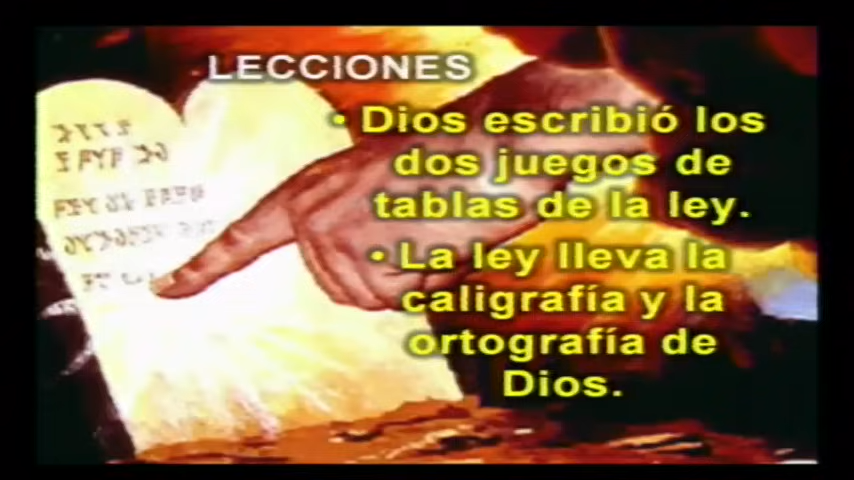 LECCIONES
• Dios escribió los
dos juegos de
tablas de la ley.
• La ley lleva la
caligrafía y la
ortografía de
Dios.